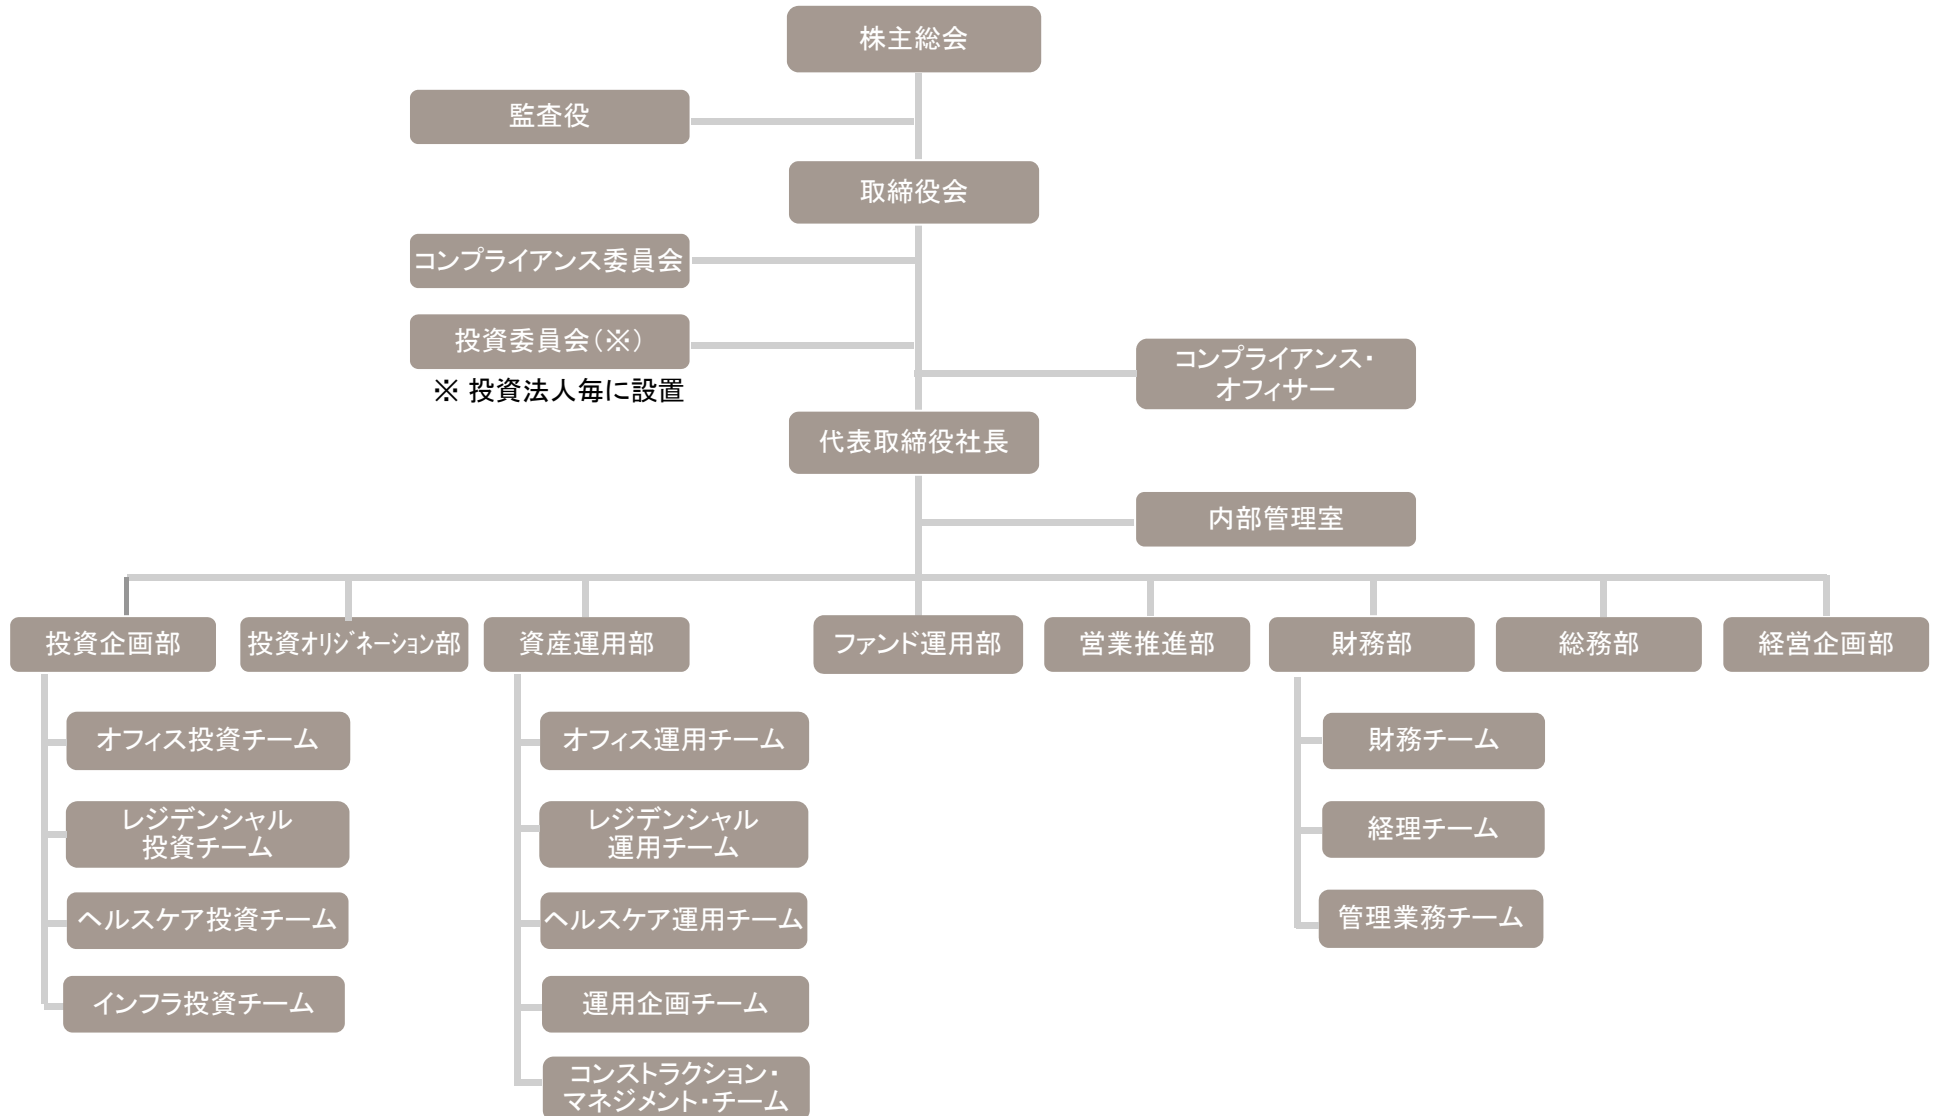 株主総会
監査役
取締役会
コンプライアンス委員会
投資委員会(※)
※ 投資法人毎に設置
コンプライアンス・
オフィサー
代表取締役社長
内部管理室
投資企画部
投資ｵﾘｼﾞﾈｰｼｮﾝ部
資産運用部
ファンド運用部
営業推進部
財務部
総務部
経営企画部
オフィス投資チーム
レジデンシャル
投資チーム
ヘルスケア投資チーム
インフラ投資チーム
オフィス運用チーム
レジデンシャル
運用チーム
ヘルスケア運用チーム
運用企画チーム
コンストラクション・
マネジメント・チーム
財務チーム
経理チーム
管理業務チーム